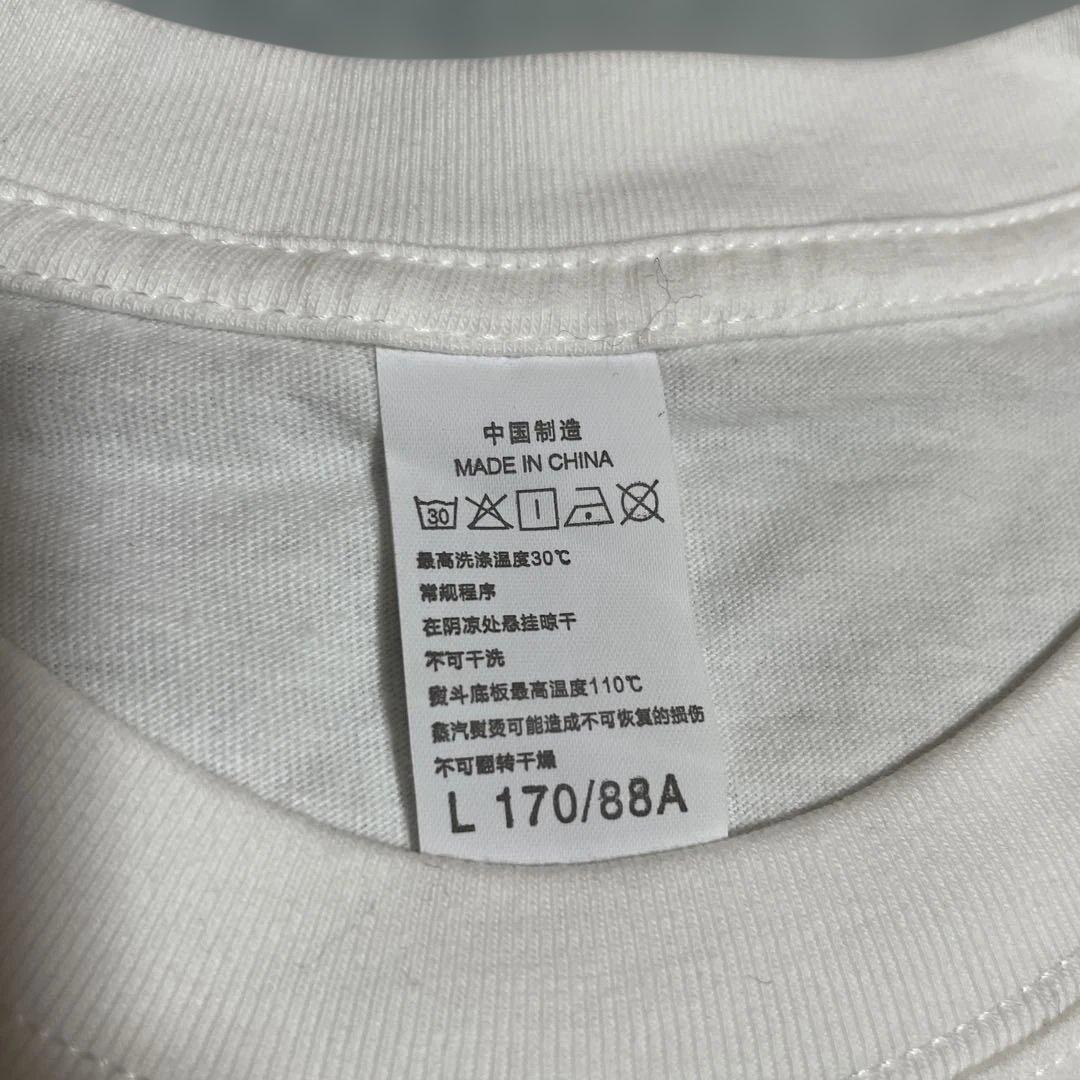 中国制造
MADE IN CHINA
30
最高洗涤温度30℃
常规程序
在阴凉处悬挂晾干
不可干洗
熨斗底板最高温度110℃
蒸汽熨烫可能造成不可恢复的损伤
不可翻转干燥
L 170/88A